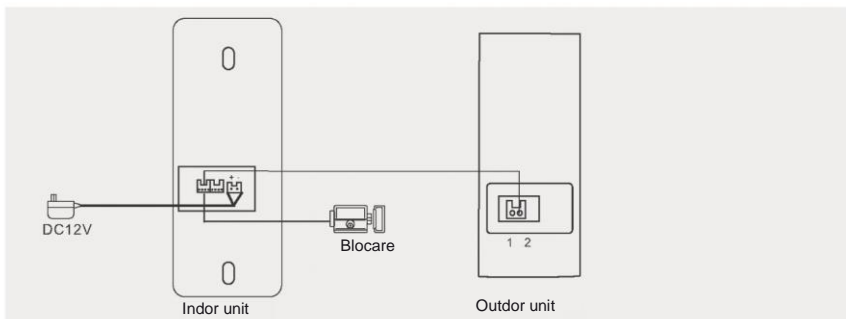 + -
DC12V
Blocare
1 2
Indor unit
Outdor unit